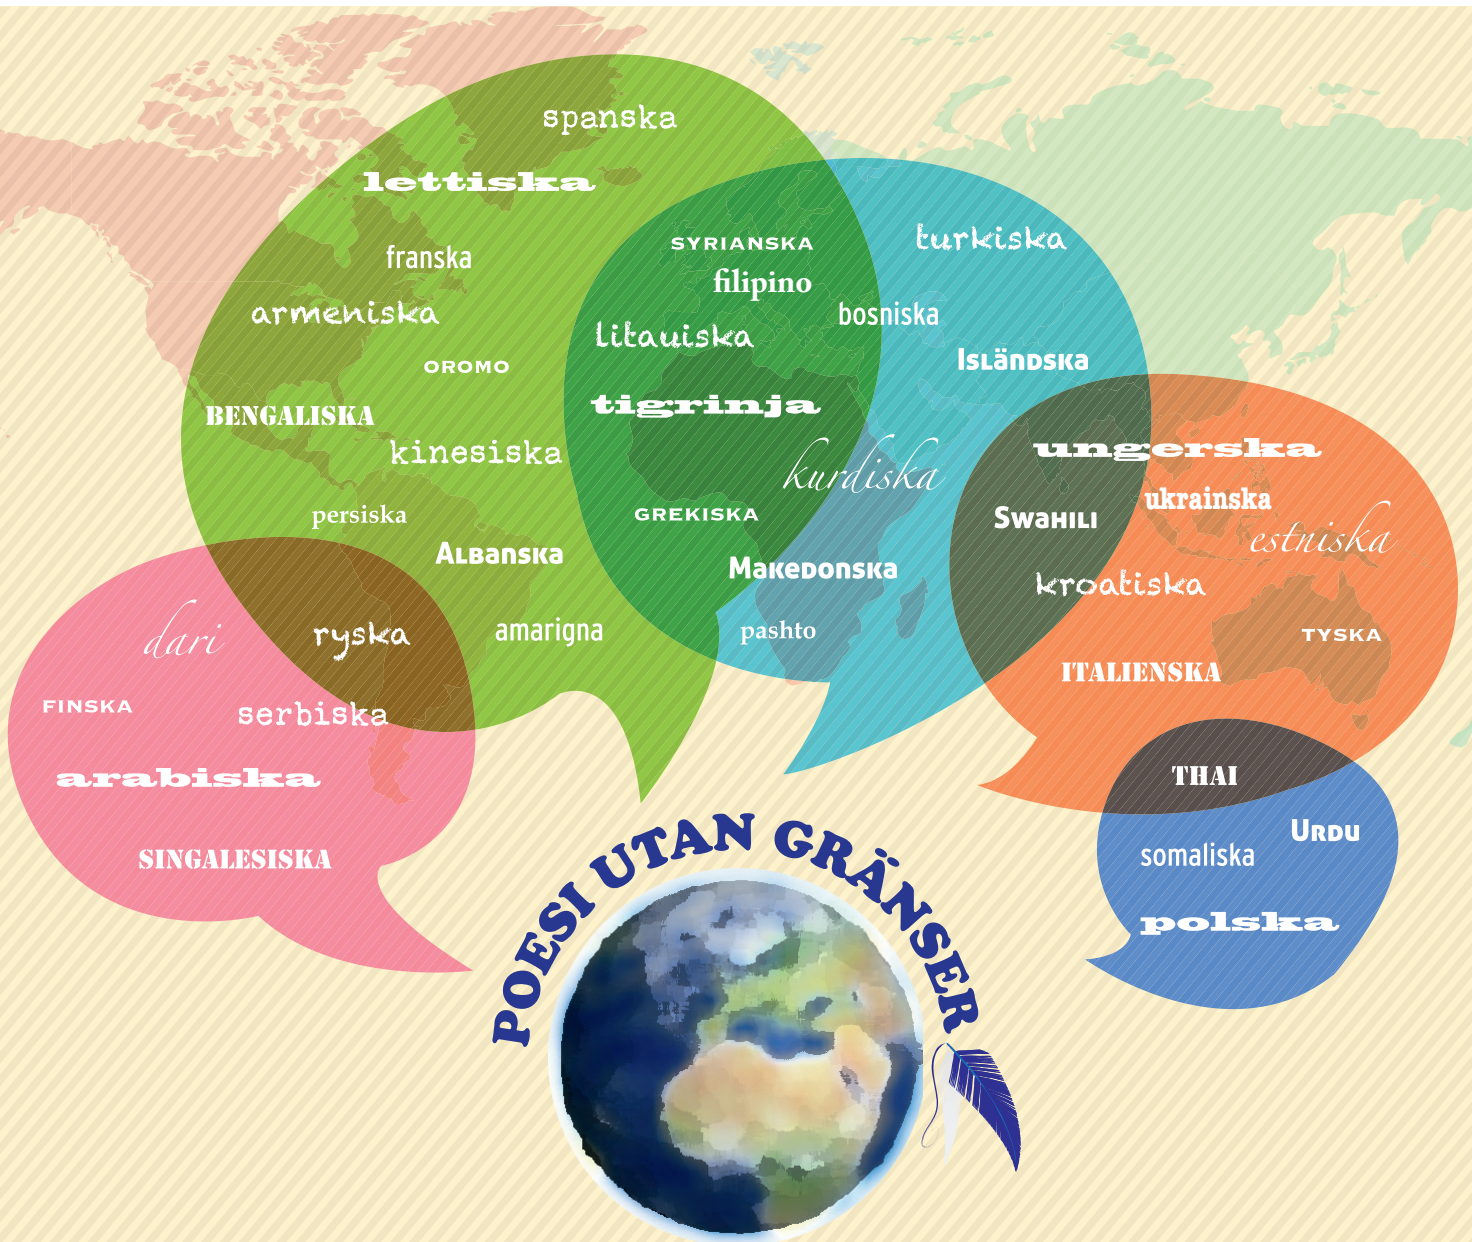 spanska
lettiska
franska
armeniska
OROMO
BENGALISKA
kinesiska
persiska
ALBANSKA
amarigna
SYRIANSKA
filipino
litauiska
tigrinja
GREKISKA
kurdiska
MAKEDONSKA
pashto
turkiska
bosniska
ISLÄNDSKA
ungerska
ukrainska
SWAHILI
estniska
kroatiska
TYSKA
ITALIENSKA
dari
ryska
FINSKA
serbiska
arabiska
SINGALESISKA
THAI
URDU
somaliska
polska
POESI UTAN GRÄNSER